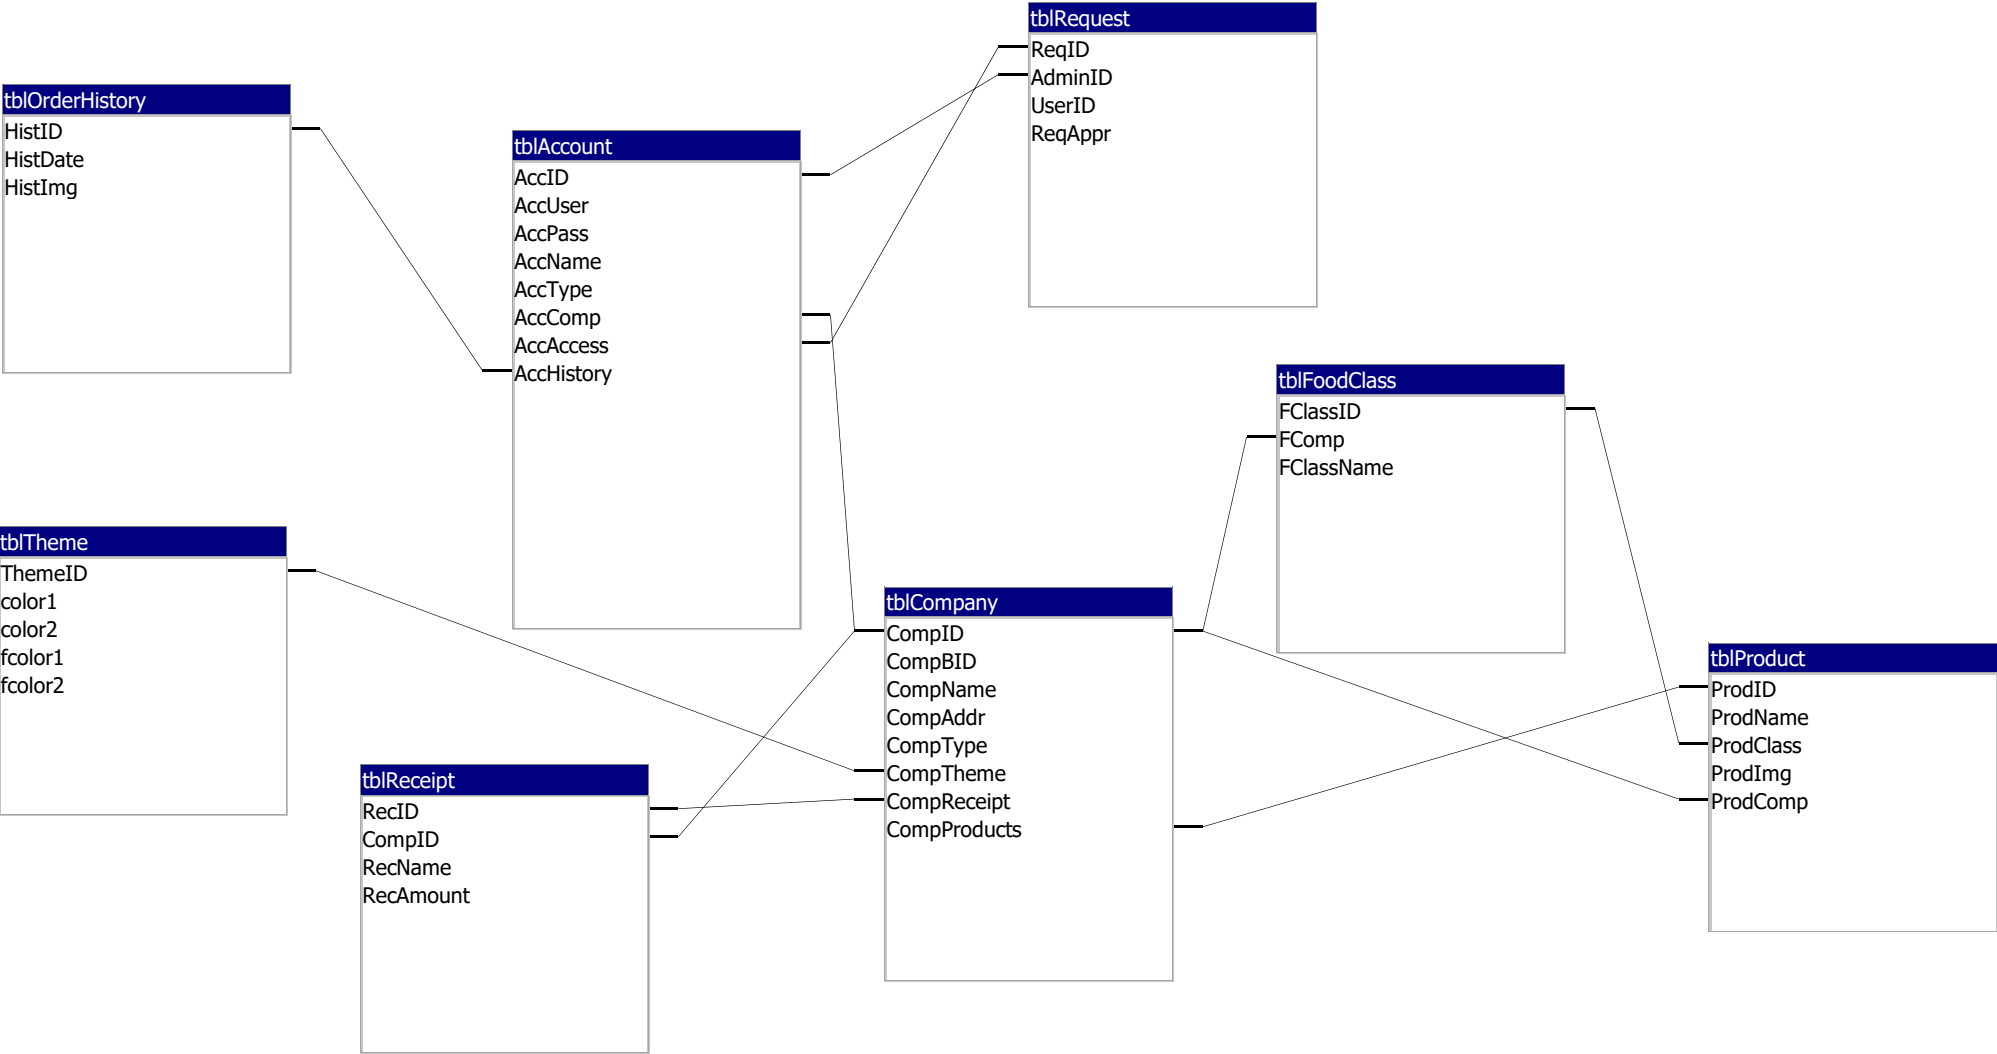 tblRequest
ReqID
AdminID
UserID
ReqAppr
tblOrderHistory
HistID
HistDate
HistImg
tblAccount
AccID
AccUser
AccPass
AccName
AccType
AccComp
AccAccess
AccHistory
tblFoodClass
FClassID
FComp
FClassName
tblTheme
ThemeID
color1
color2
fcolor1
fcolor2
tblCompany
CompID
CompBID
CompName
CompAddr
CompType
CompTheme
CompReceipt
CompProducts
tblProduct
ProdID
ProdName
ProdClass
ProdImg
ProdComp
tblReceipt
RecID
CompID
RecName
RecAmount